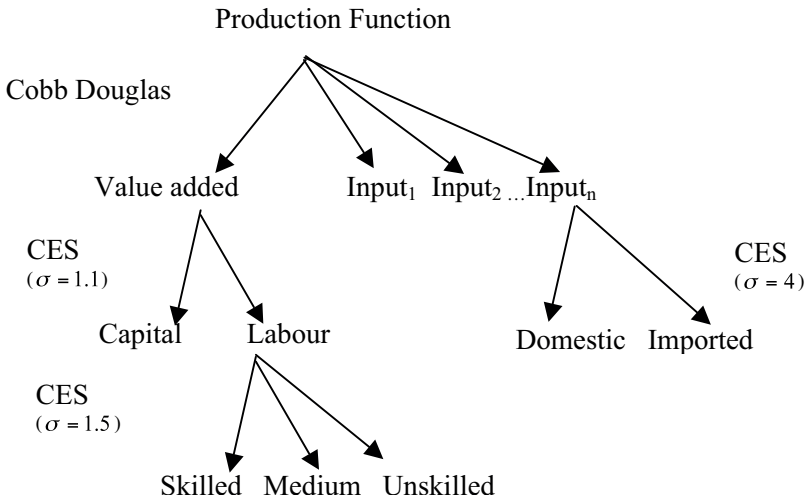 Production Function
Cobb Douglas
Value added
Input₁ Input₂ ... Inputₙ
CES
(σ = 1.1)
CES
(σ = 4)
Capital
Labour
Domestic
Imported
CES
(σ = 1.5)
Skilled
Medium
Unskilled